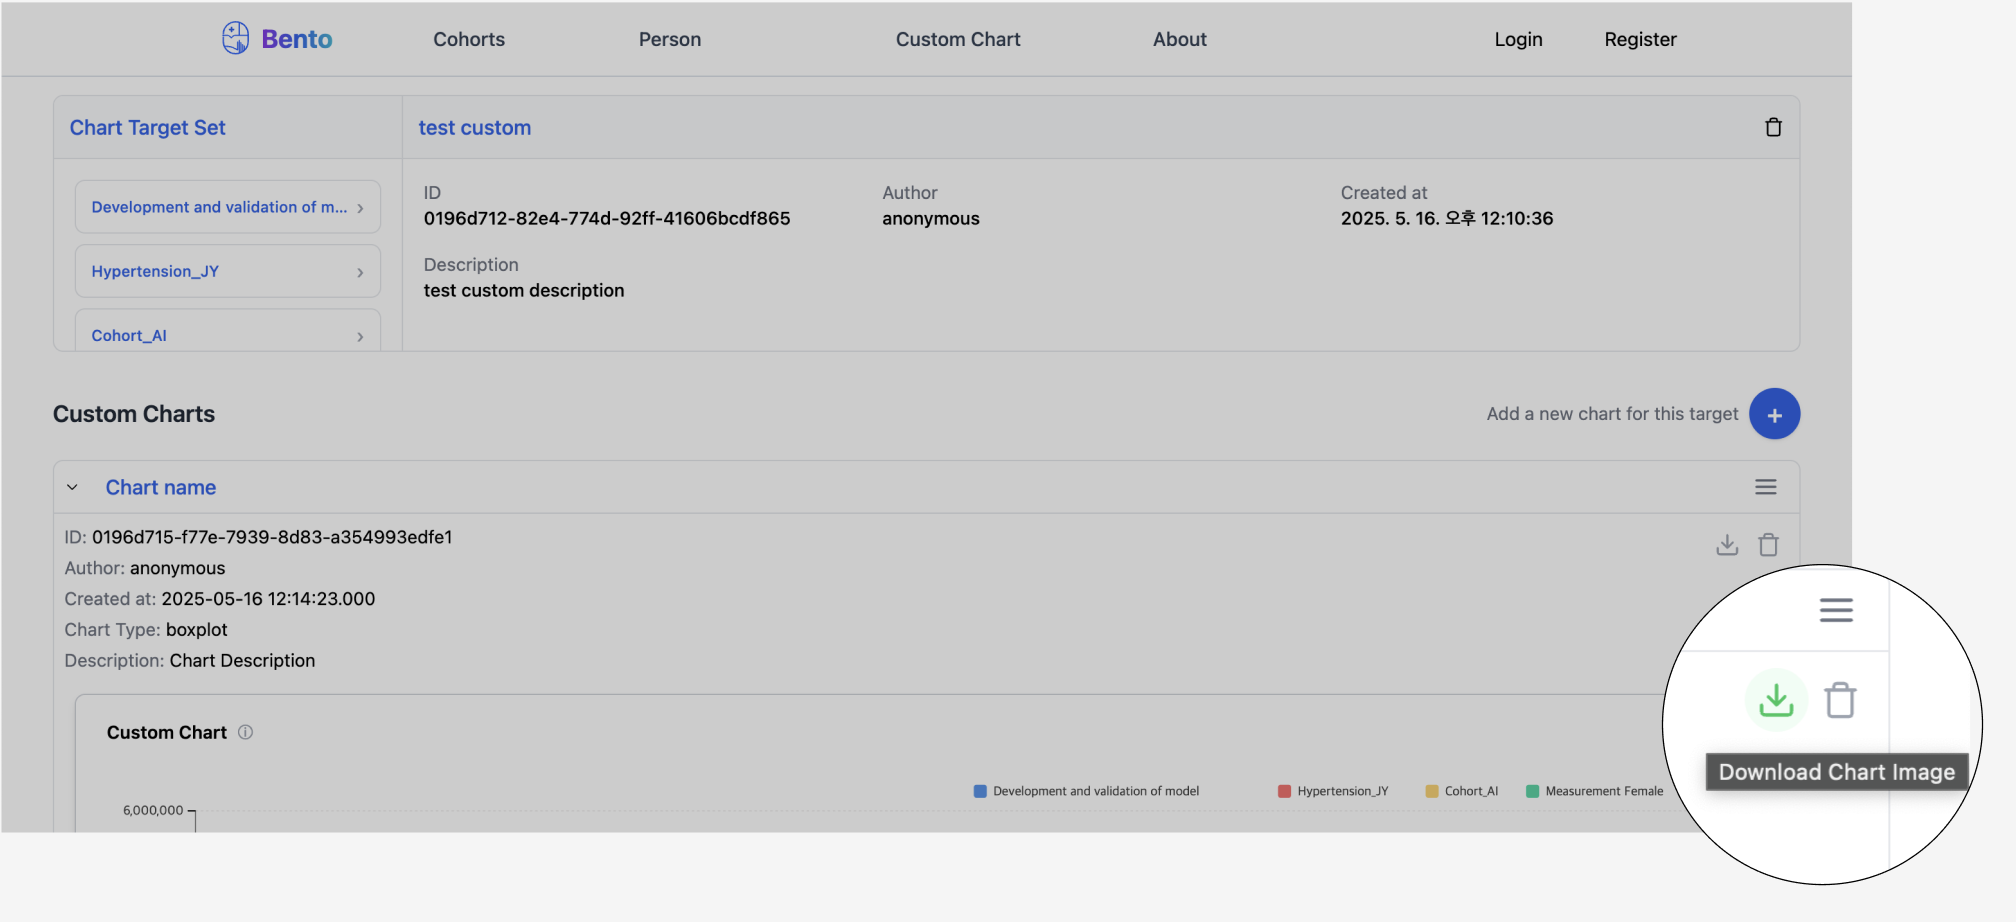 Bento
Cohorts
Person
Custom Chart
About
Login
Register
Chart Target Set
test custom
Development and validation of m...
Hypertension_JY
Cohort_AI
ID
0196d712-82e4-774d-92ff-41606bcdf865
Author
anonymous
Created at
2025. 5. 16. 오후 12:10:36
Description
test custom description
Custom Charts
Add a new chart for this target
Chart name
ID: 0196d715-f77e-7939-8d83-a354993edfe1
Author: anonymous
Created at: 2025-05-16 12:14:23.000
Chart Type: boxplot
Description: Chart Description
Custom Chart
Development and validation of model
Hypertension_JY
Cohort_AI
Measurement Female
6,000,000
Download Chart Image